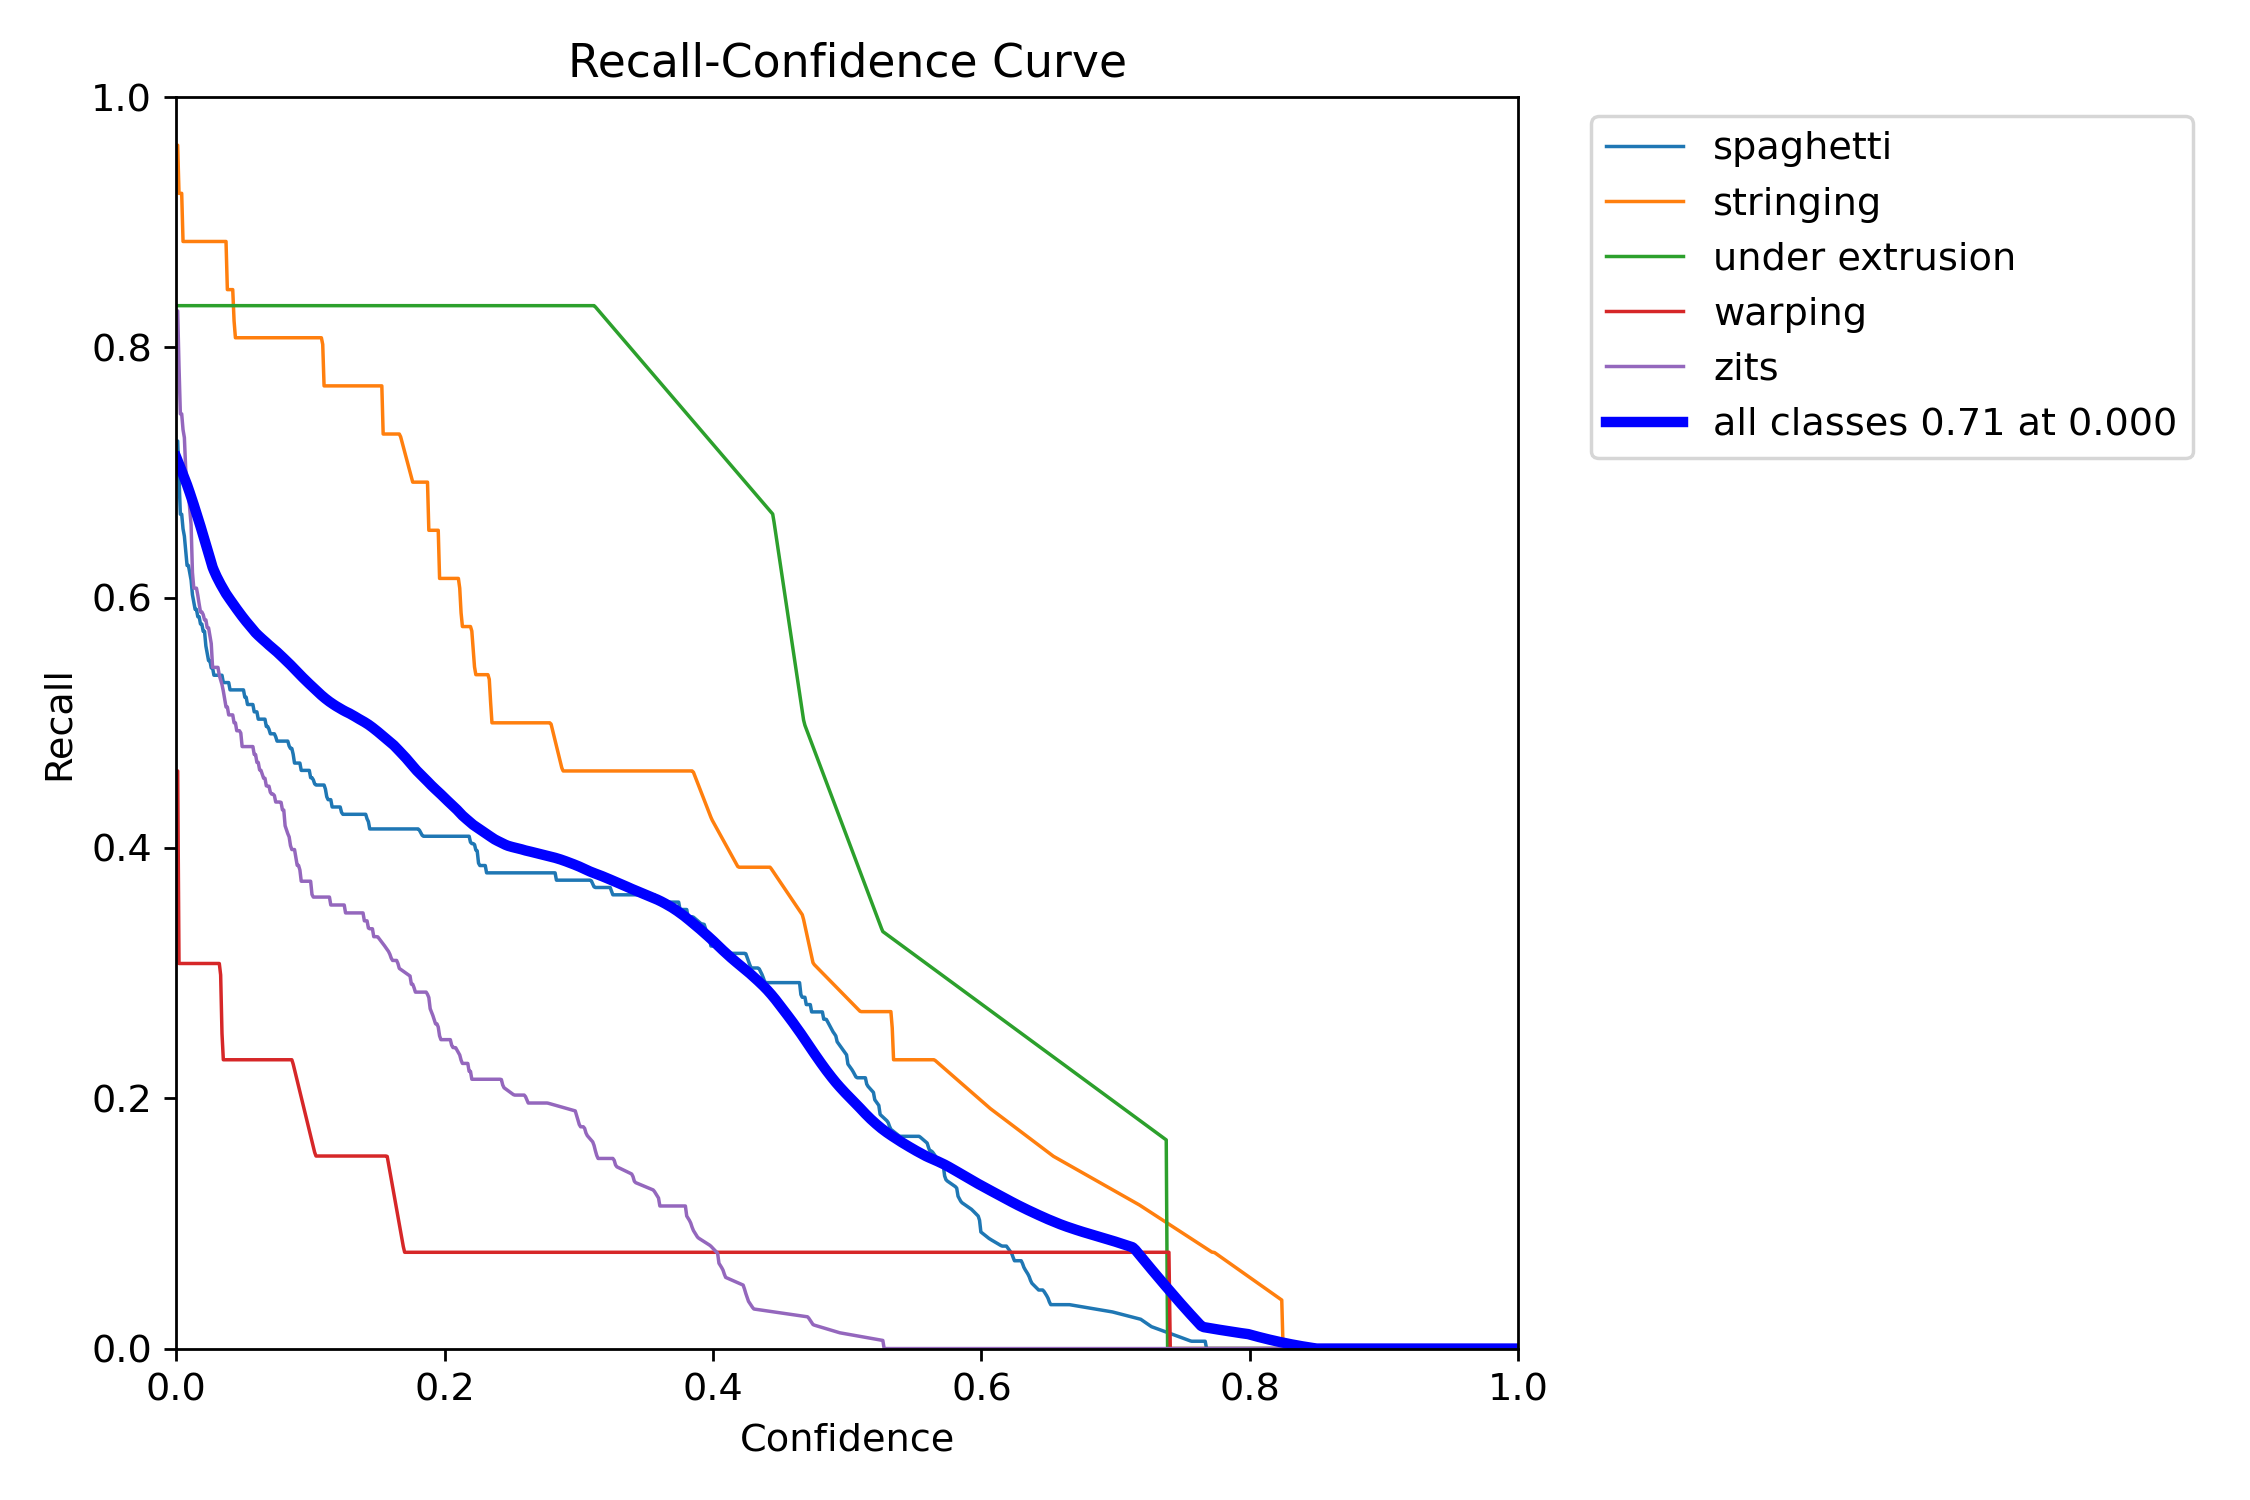 Recall-Confidence Curve
1.0
0.8
0.6
0.4
0.2
0.0
Recall
0.0 0.2 0.4 0.6 0.8 1.0
Confidence
spaghetti
stringing
under extrusion
warping
zits
all classes 0.71 at 0.000